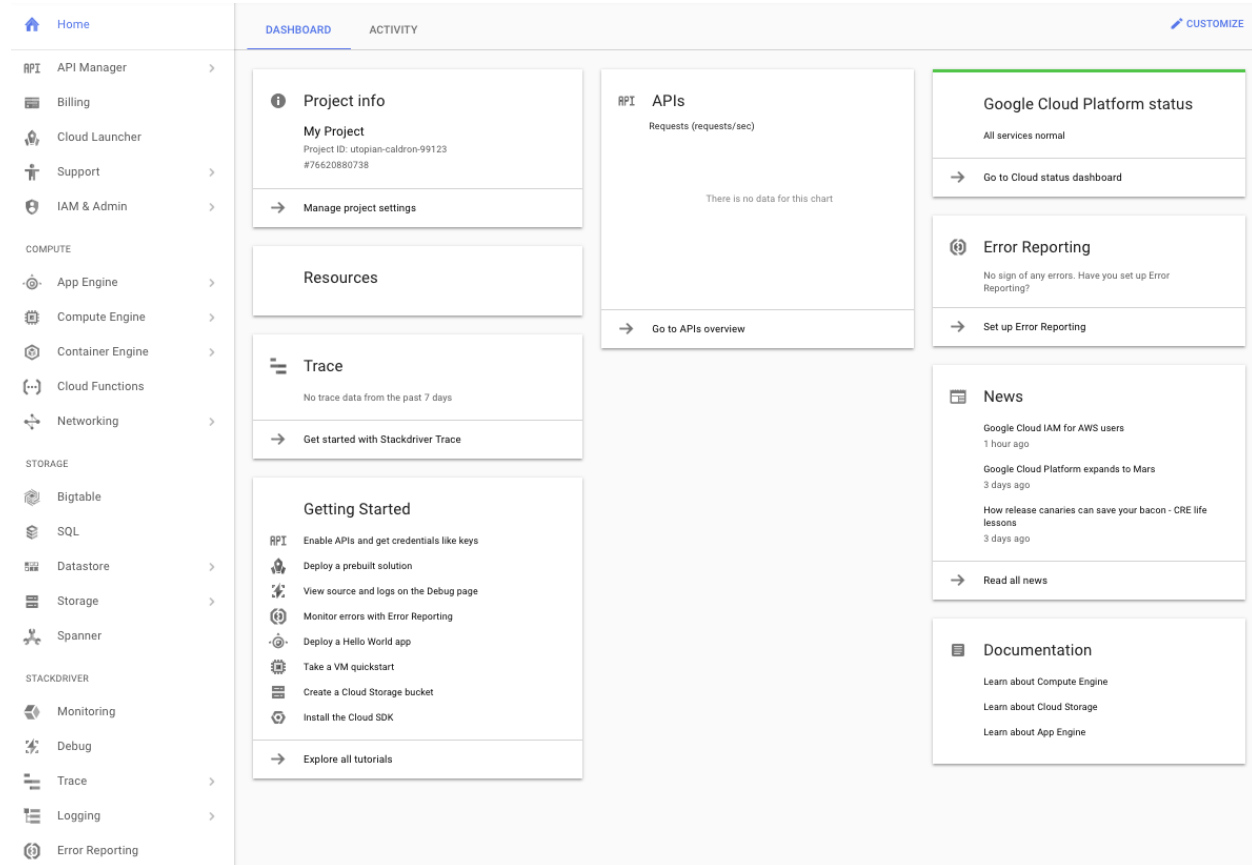 Home
API API Manager
Billing
Cloud Launcher
Support
IAM & Admin
COMPUTE
App Engine
Compute Engine
Container Engine
Cloud Functions
Networking
STORAGE
Bigtable
SQL
Datastore
Storage
Spanner
STACKDRIVER
Monitoring
Debug
Trace
Logging
Error Reporting
DASHBOARD ACTIVITY
CUSTOMIZE
Project info
My Project
Project ID: utopian-caldron-99123
#76620880738
Manage project settings
Resources
Trace
No trace data from the past 7 days
Get started with Stackdriver Trace
Getting Started
API Enable APIs and get credentials like keys
Deploy a prebuilt solution
View source and logs on the Debug page
Monitor errors with Error Reporting
Deploy a Hello World app
Take a VM quickstart
Create a Cloud Storage bucket
Install the Cloud SDK
Explore all tutorials
API APIs
Requests (requests/sec)
There is no data for this chart
Go to APIs overview
Google Cloud Platform status
All services normal
Go to Cloud status dashboard
Error Reporting
No sign of any errors. Have you set up Error
Reporting?
Set up Error Reporting
News
Google Cloud IAM for AWS users
1 hour ago
Google Cloud Platform expands to Mars
3 days ago
How release canaries can save your bacon - CRE life
lessons
3 days ago
Read all news
Documentation
Learn about Compute Engine
Learn about Cloud Storage
Learn about App Engine